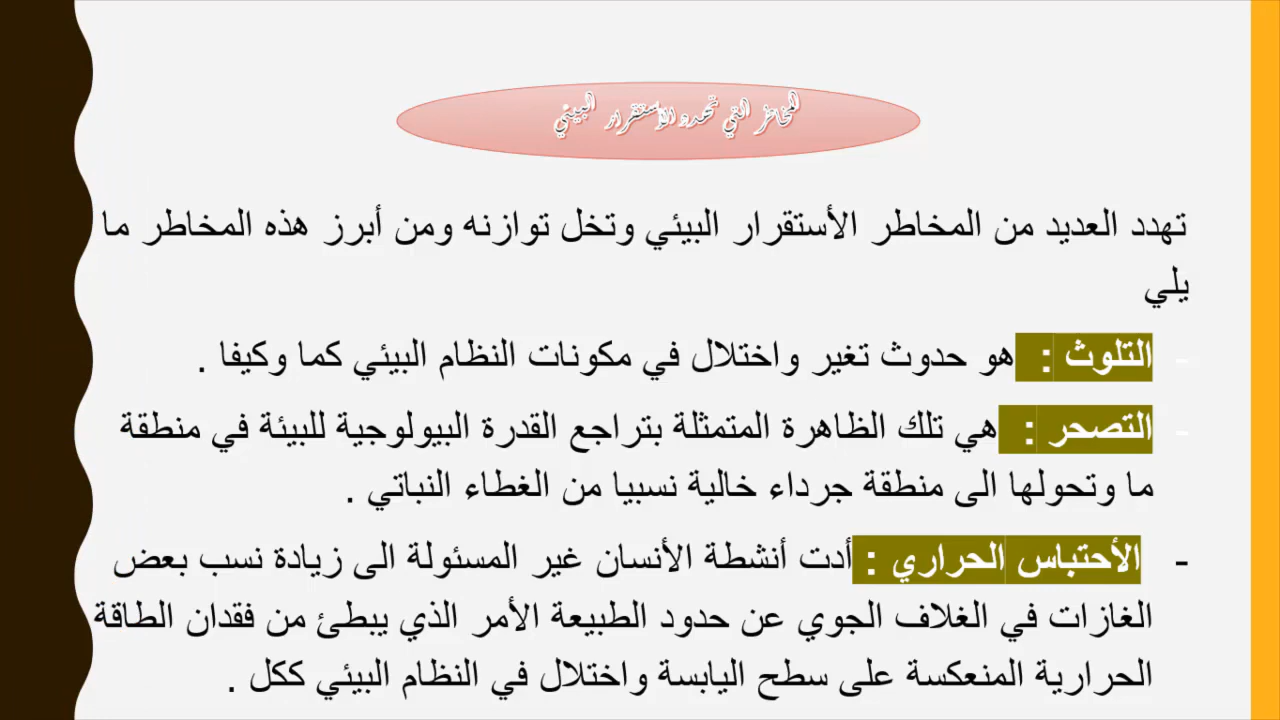 المخاطر التي تهدد الأستقرار البيئي
تهدد العديد من المخاطر الأستقرار البيئي وتخل توازنه ومن أبرز هذه المخاطر ما
يلي
- التلوث : هو حدوث تغير واختلال في مكونات النظام البيئي كما وكيفا .
- التصحر : هي تلك الظاهرة المتمثلة بتراجع القدرة البيولوجية للبيئة في منطقة
ما وتحولها الى منطقة جرداء خالية نسبيا من الغطاء النباتي .
- الأحتباس الحراري : أدت أنشطة الأنسان غير المسئولة الى زيادة نسب بعض
الغازات في الغلاف الجوي عن حدود الطبيعة الأمر الذي يبطئ من فقدان الطاقة
الحرارية المنعكسة على سطح اليابسة واختلال في النظام البيئي ككل .